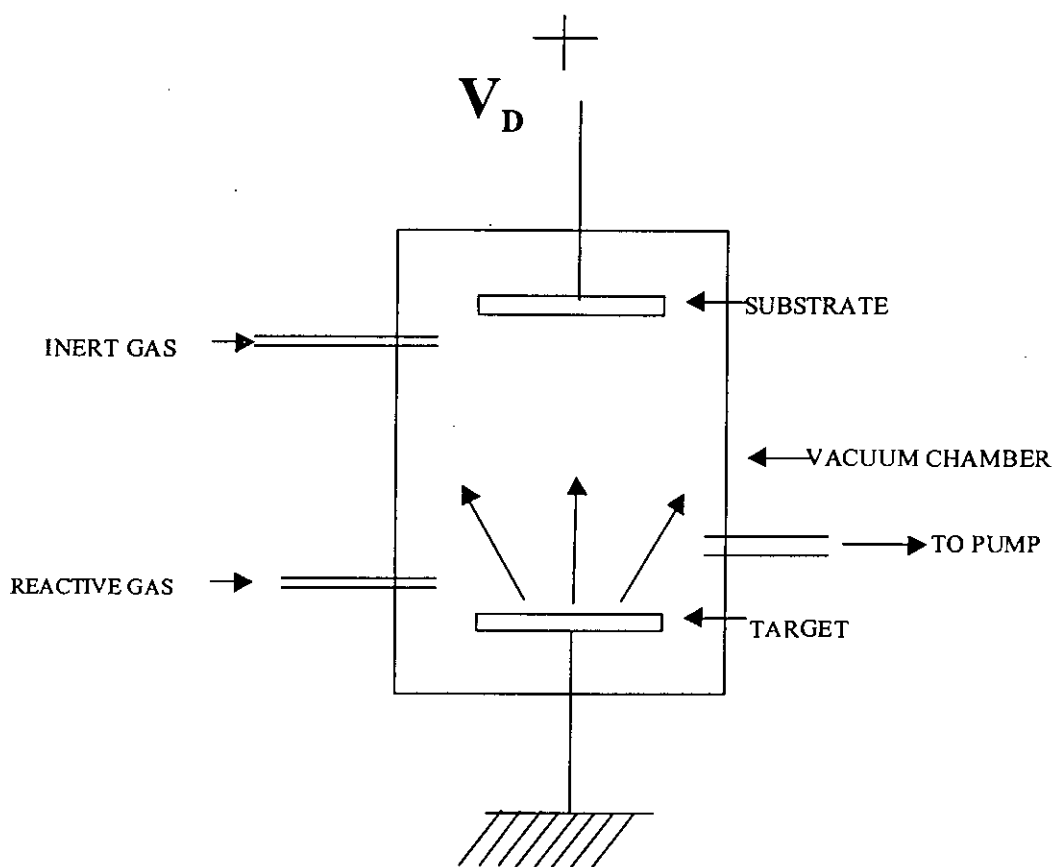 +
V_D
SUBSTRATE
INERT GAS
VACUUM CHAMBER
TO PUMP
REACTIVE GAS
TARGET